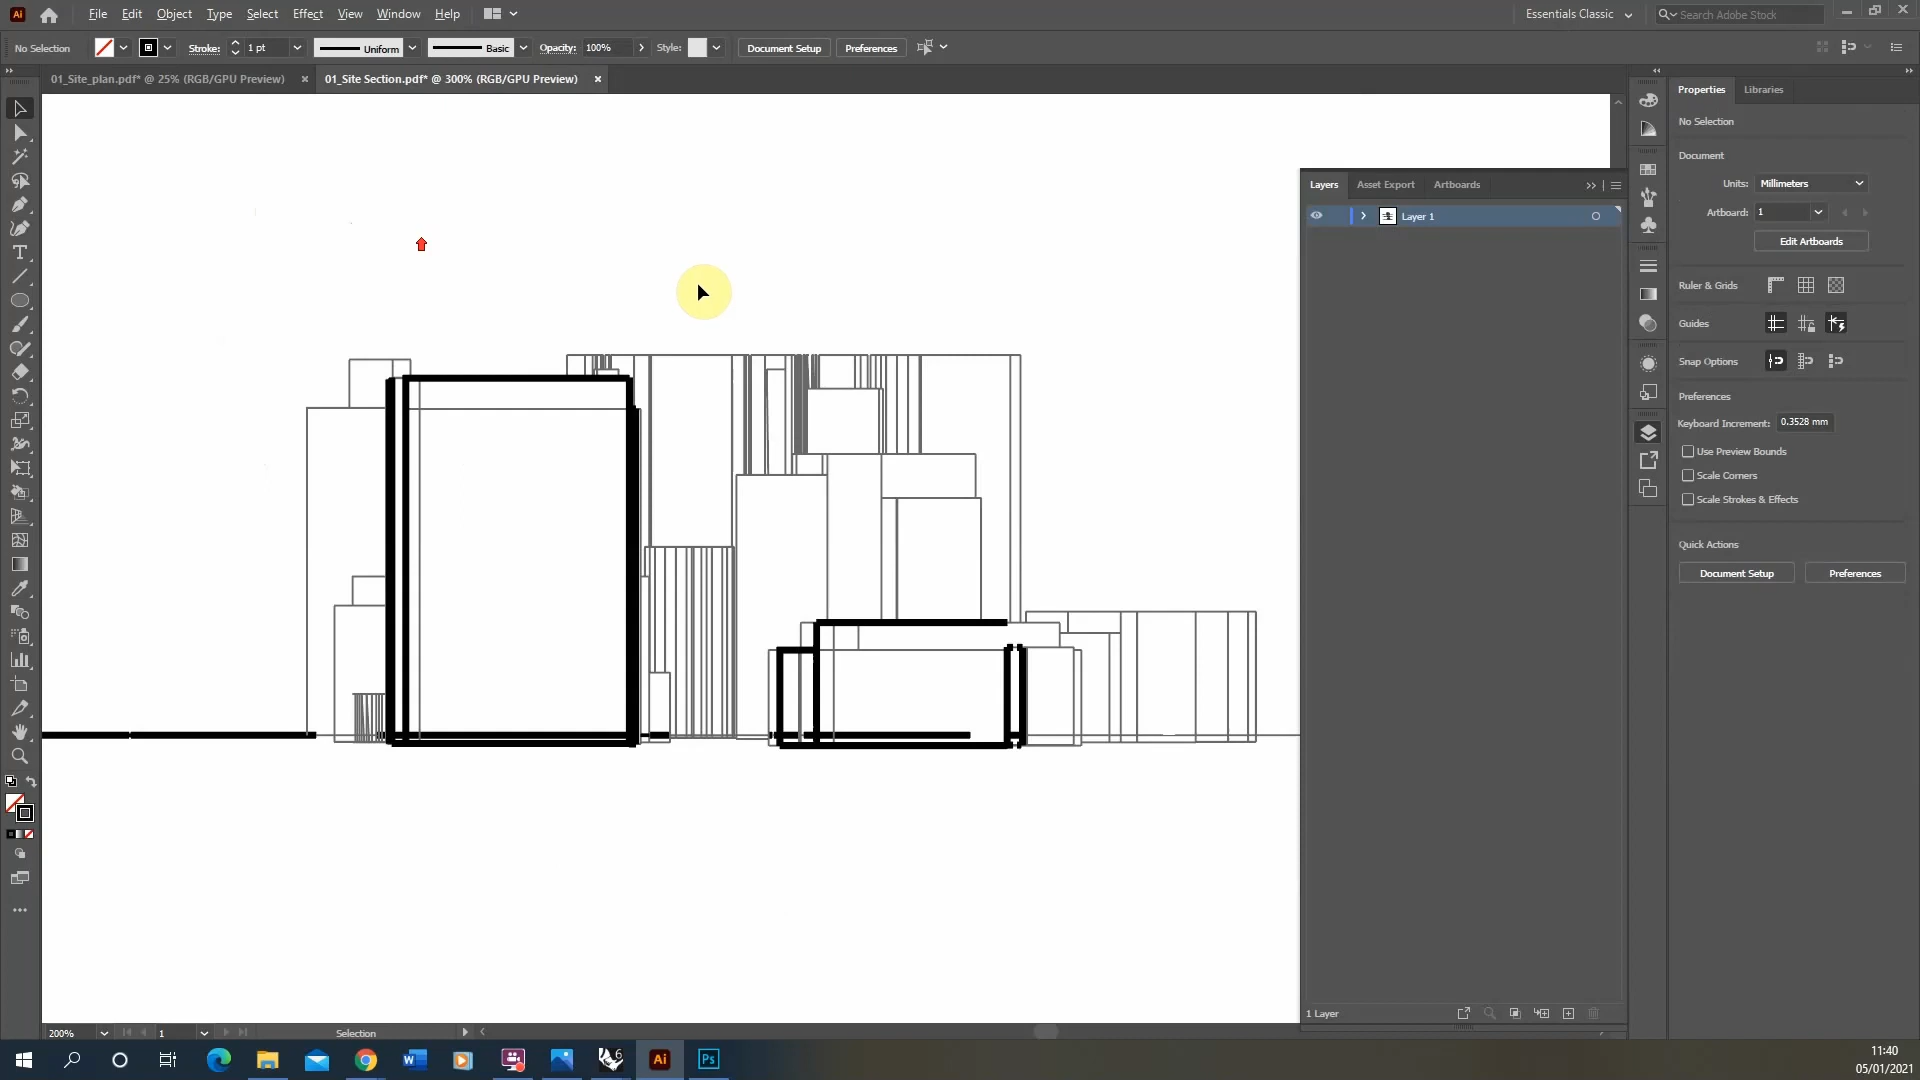 Ai File Edit Object Type Select Effect View Window Help Essentials Classic Search Adobe Stock
No Selection Stroke: 1 pt Uniform Basic Opacity: 100% Style: Document Setup Preferences
01_Site_plan.pdf* @ 25% (RGB/GPU Preview) × 01_Site Section.pdf* @ 300% (RGB/GPU Preview) ×
Properties Libraries
No Selection
Document
Units: Millimeters
Artboard: 1
Edit Artboards
Ruler & Grids
Guides
Snap Options
Preferences
Keyboard Increment: 0.3528 mm
Use Preview Bounds
Scale Corners
Scale Strokes & Effects
Quick Actions
Document Setup Preferences
Layers Asset Export Artboards
Layer 1
1 Layer
200% 1 Selection
W 6 Ai Ps
11:40
05/01/2021